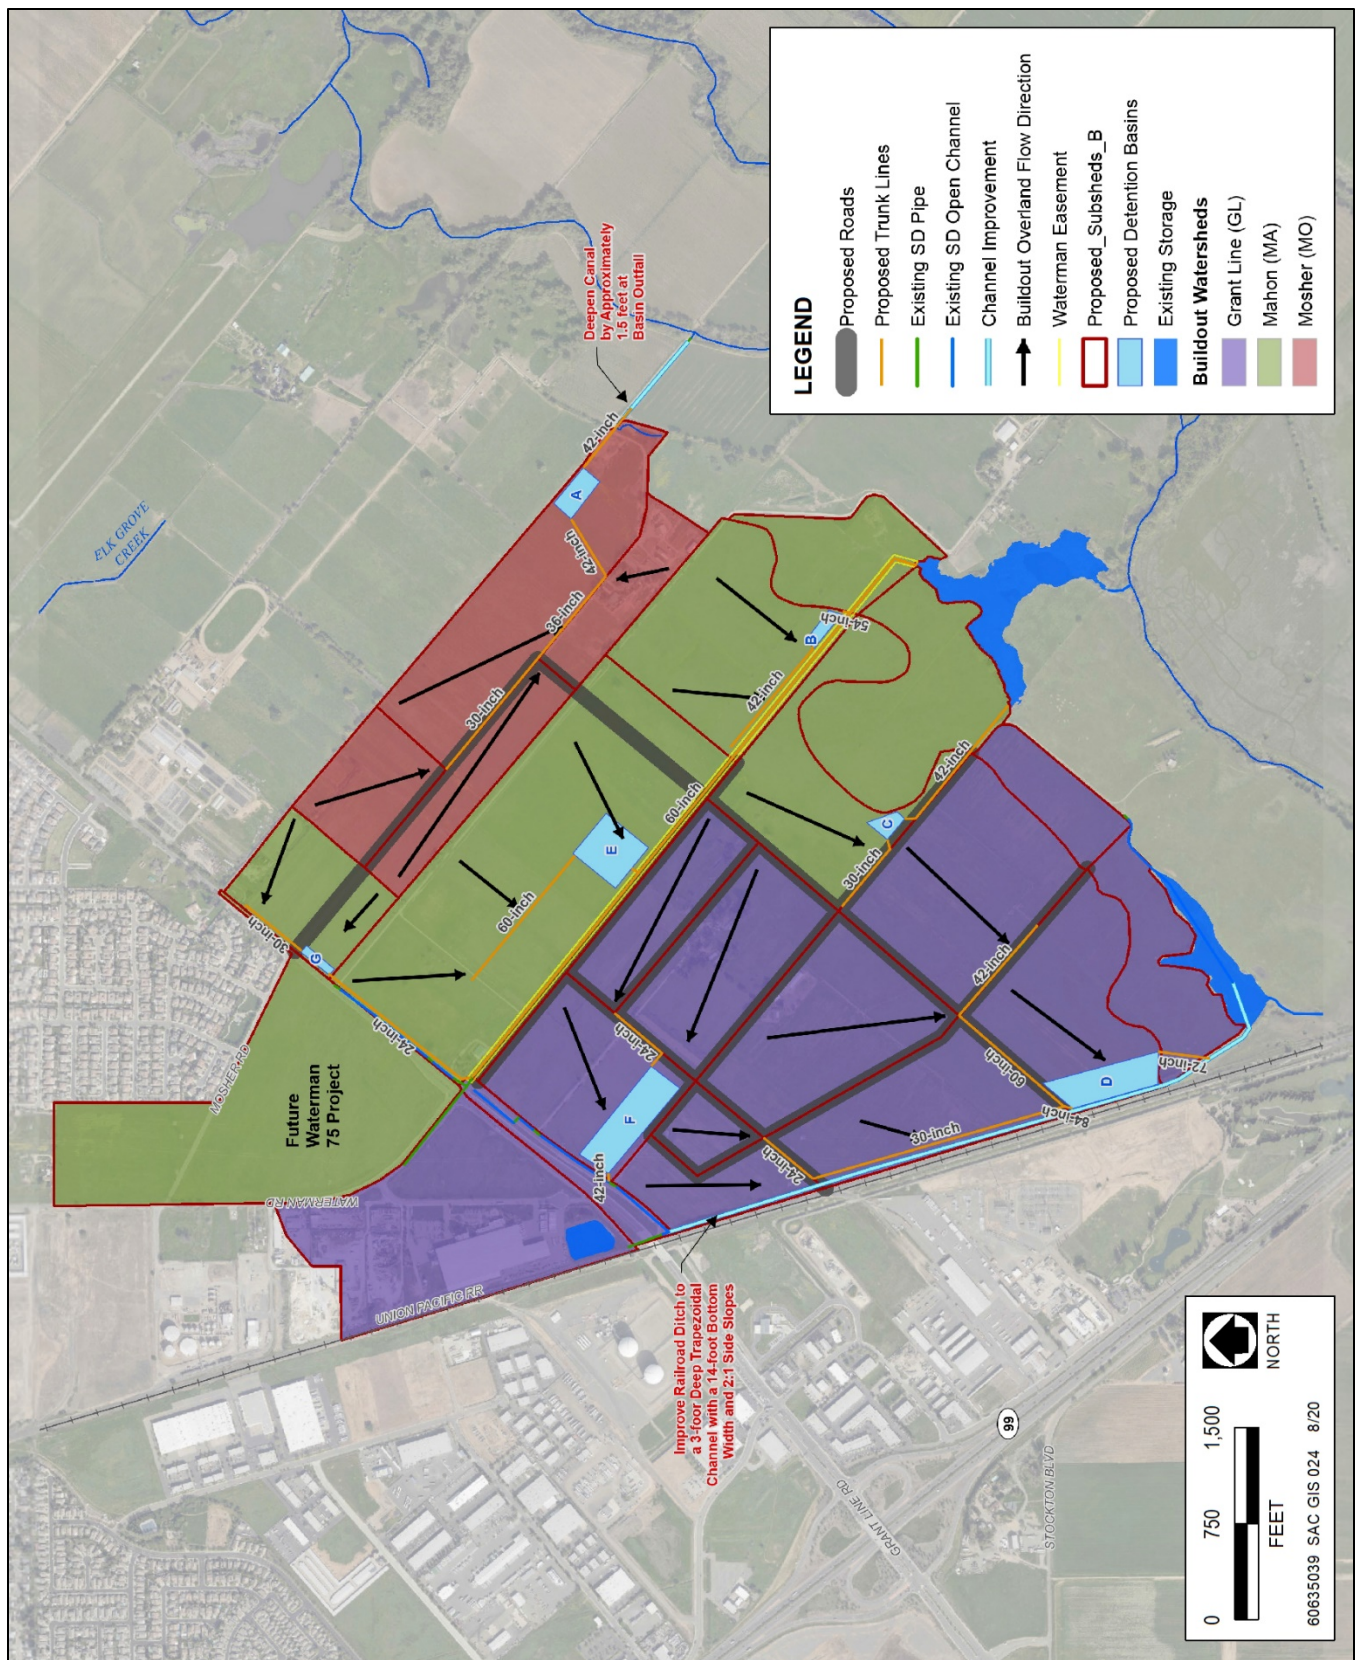 ELK GROVE
CREEK
Deepen Canal
by Approximately
1.5 feet at
Basin Outfall
42-inch
A
42-inch
36-inch
30-inch
30-inch
G
24-inch
MOSHER RD
Future
Waterman
75 Project
WATERMAN RD
UNION PACIFIC RR
60-inch
E
60-inch
42-inch
B
54-inch
42-inch
C
30-inch
24-inch
F
42-inch
24-inch
30-inch
42-inch
60-inch
D
72-inch
84-inch
Improve Railroad Ditch to
a 3-foor Deep Trapezoidal
Channel with a 14-foot Bottom
Width and 2:1 Side Slopes
GRANT LINE RD
99
STOCKTON BLVD
LEGEND
Proposed Roads
Proposed Trunk Lines
Existing SD Pipe
Existing SD Open Channel
Channel Improvement
Buildout Overland Flow Direction
Waterman Easement
Proposed_Subsheds_B
Proposed Detention Basins
Existing Storage
Buildout Watersheds
Grant Line (GL)
Mahon (MA)
Mosher (MO)
0 750 1,500
FEET
NORTH
60635039 SAC GIS 024 8/20